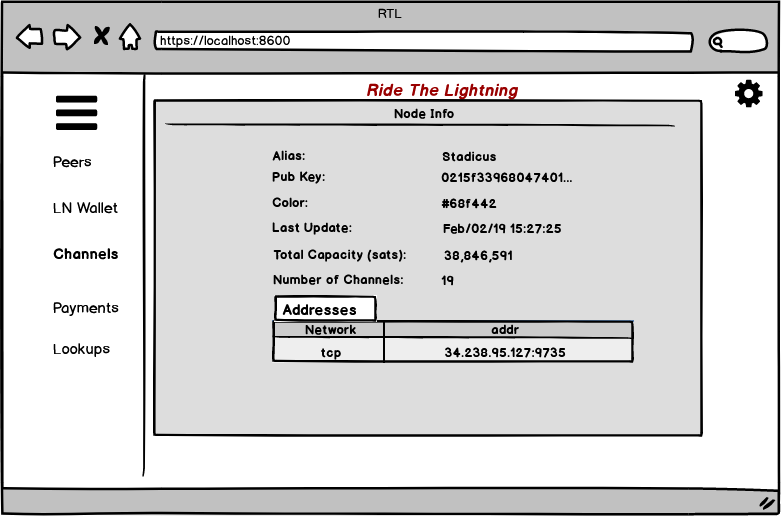 RTL
https://localhost:8600
Ride The Lightning
Node Info
Peers
LN Wallet
Channels
Payments
Lookups
Alias: Stadicus
Pub Key: 0215f33968047401...
Color: #68f442
Last Update: Feb/02/19 15:27:25
Total Capacity (sats): 38,846,591
Number of Channels: 19
Addresses
Network addr
tcp 34.238.95.127:9735